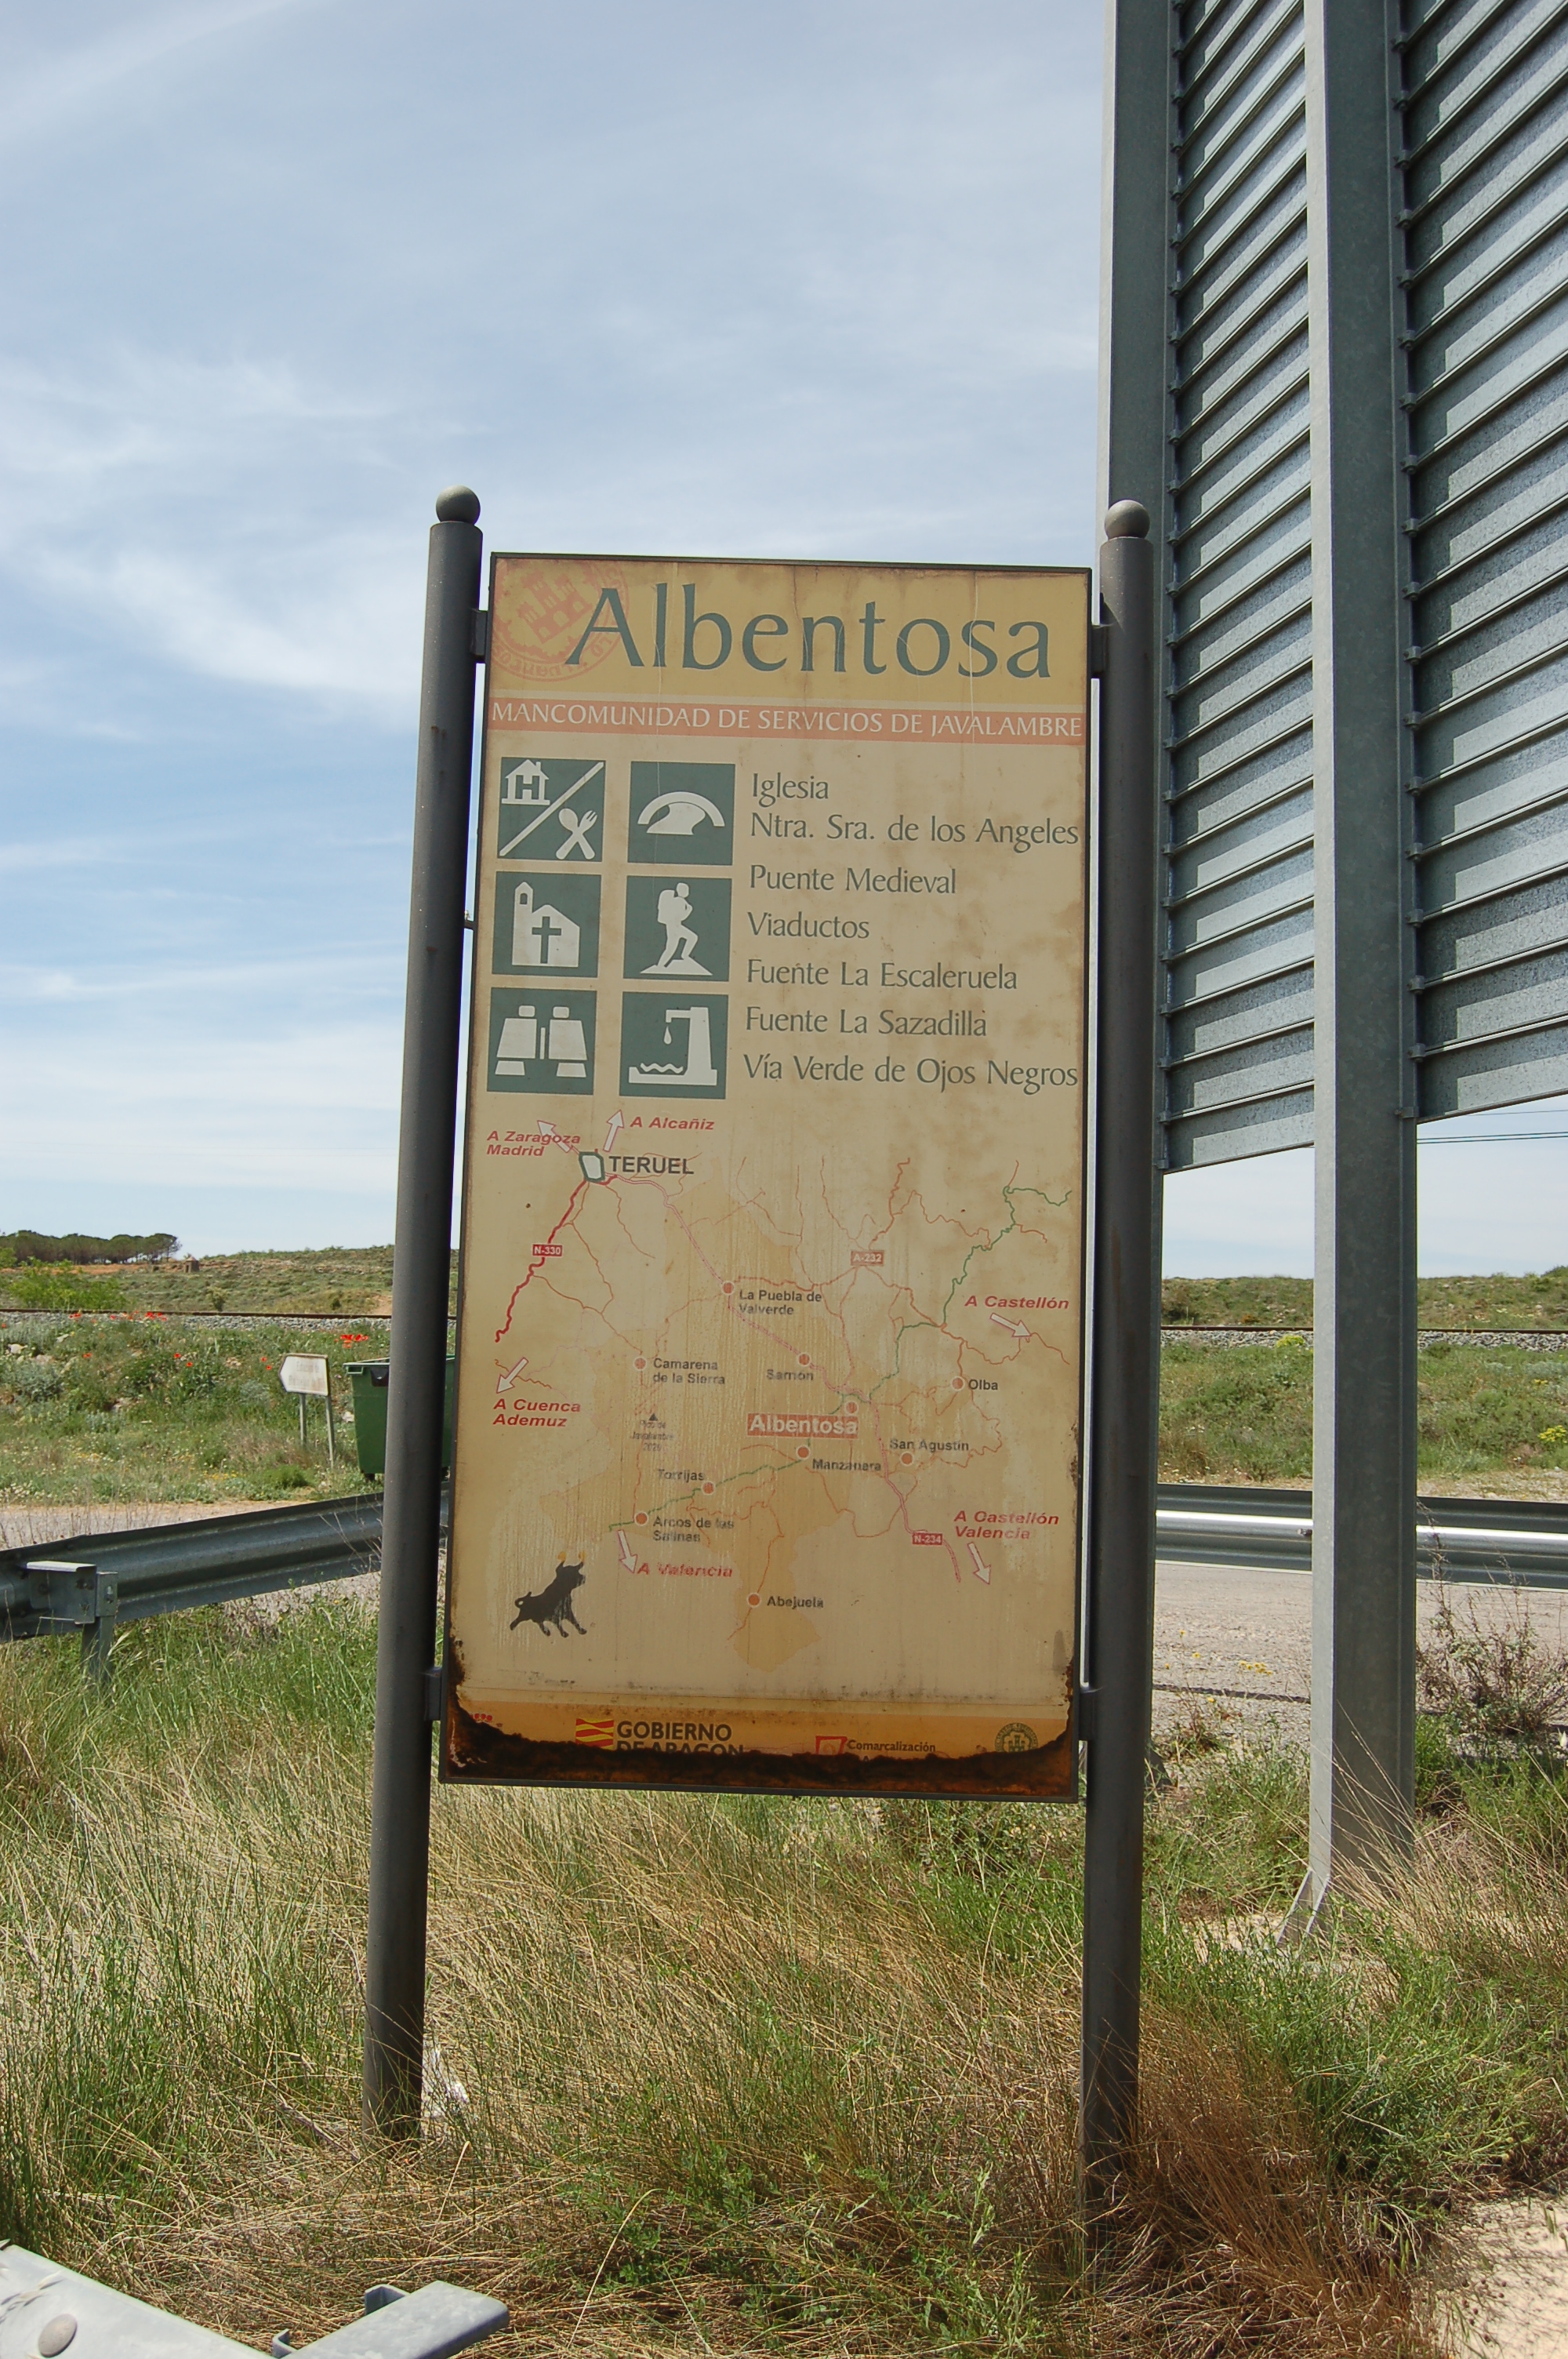 Albentosa
MANCOMUNIDAD DE SERVICIOS DE JAVALAMBRE
H
Iglesia
Ntra. Sra. de los Angeles
Puente Medieval
Viaductos
Fuente La Escaleruela
Fuente La Sazadilla
Vía Verde de Ojos Negros
A Alcañiz
A Zaragoza
Madrid
TERUEL
N-330
A-232
La Puebla de
Valverde
A Castellón
Camarena
de la Sierra
Sarrión
Olba
A Cuenca
Ademuz
Albentosa
San Agustín
Manzanera
Torrijas
Arcos de las
Salinas
A Castellón
Valencia
N-234
A Valencia
Abejuela
GOBIERNO
DE ARAGON
Comarcalización